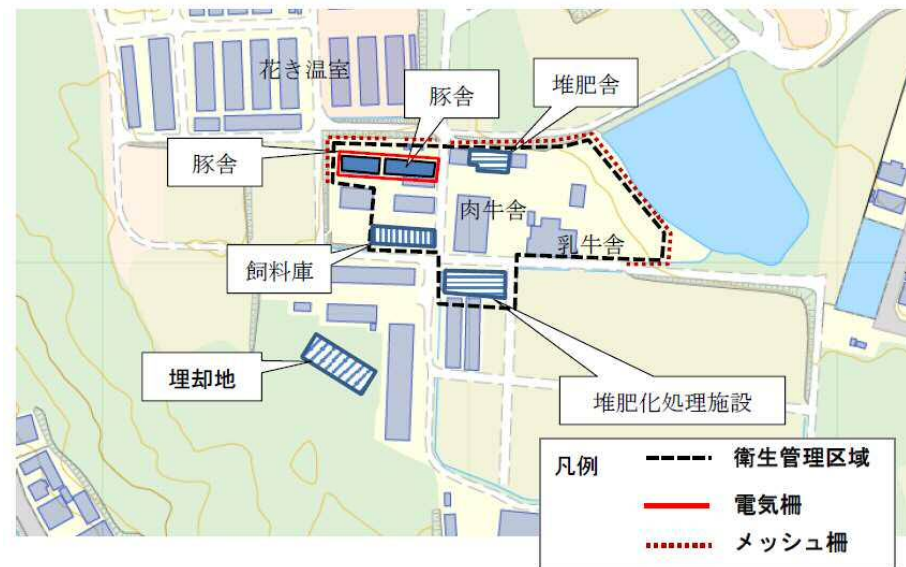 花き温室
豚舎
堆肥舎
豚舎
肉牛舎
乳牛舎
飼料庫
埋却地
堆肥化処理施設
凡例
衛生管理区域
電気柵
メッシュ柵